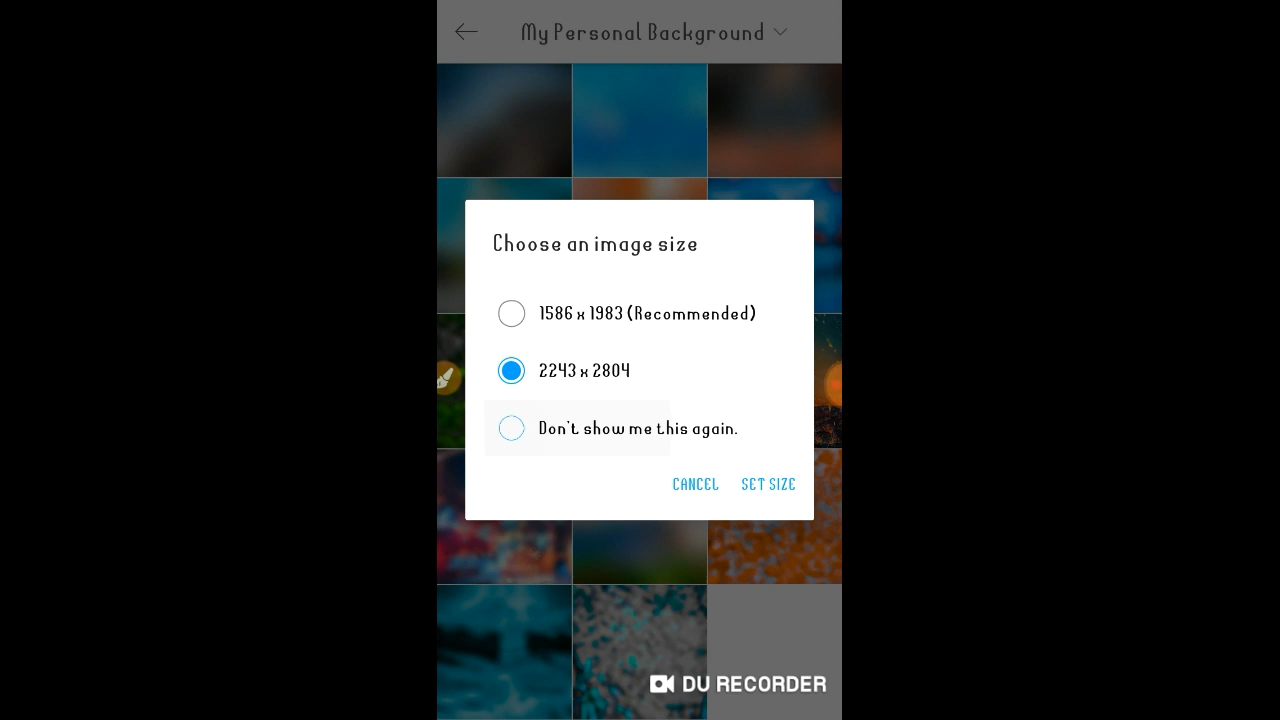 My Personal Background
Choose an image size
1586 x 1983 (Recommended)
2243 x 2804
Don't show me this again.
CANCEL SET SIZE
DU RECORDER